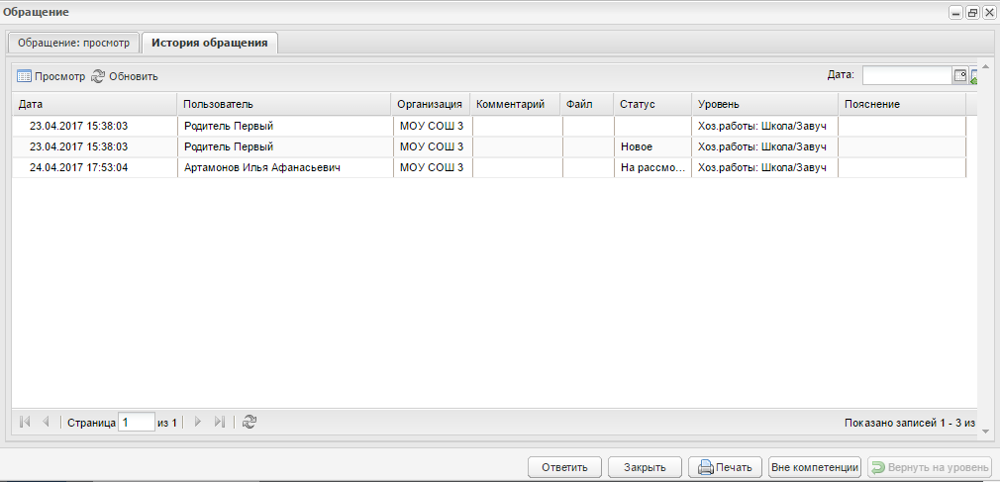 Обращение
Обращение: просмотр История обращения
Просмотр Обновить Дата:
Дата Пользователь Организация Комментарий Файл Статус Уровень Пояснение
23.04.2017 15:38:03 Родитель Первый МОУ СОШ 3 Хоз.работы: Школа/Завуч
23.04.2017 15:38:03 Родитель Первый МОУ СОШ 3 Новое Хоз.работы: Школа/Завуч
24.04.2017 17:53:04 Артамонов Илья Афанасьевич МОУ СОШ 3 На рассмо... Хоз.работы: Школа/Завуч
Страница 1 из 1 Показано записей 1 - 3 из
Ответить Закрыть Печать Вне компетенции Вернуть на уровень